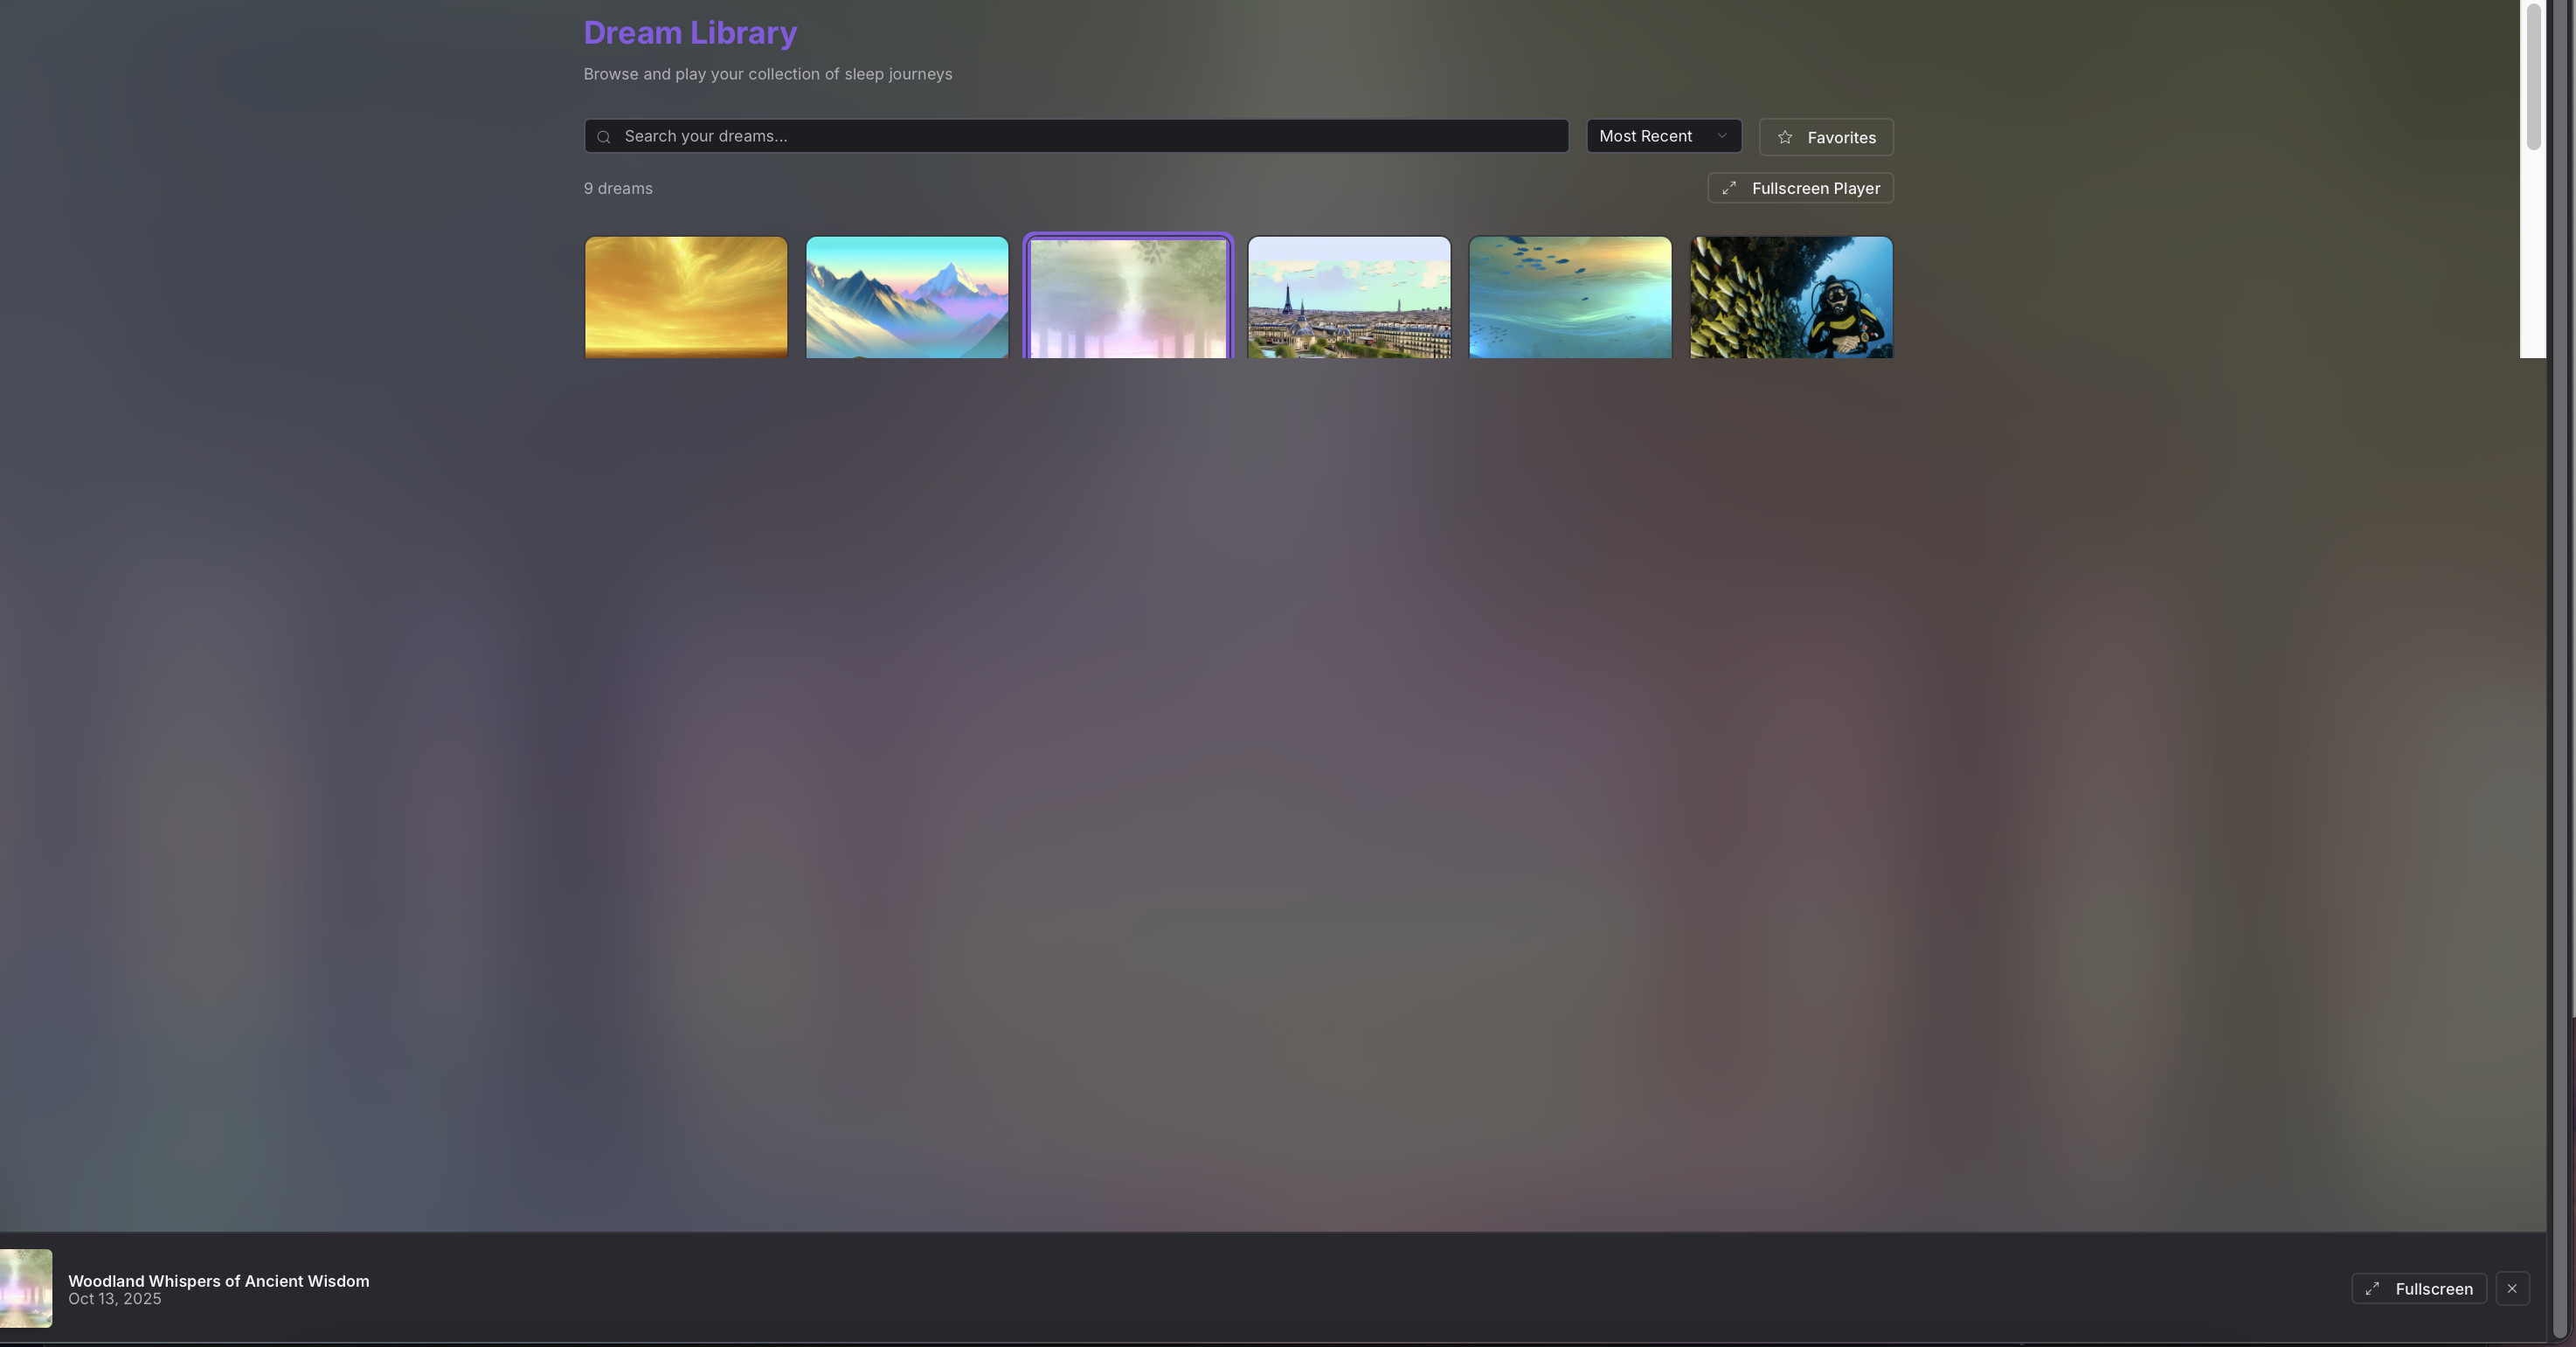 Dream Library
Browse and play your collection of sleep journeys
Search your dreams...
Most Recent
Favorites
9 dreams
Fullscreen Player
Woodland Whispers of Ancient Wisdom
Oct 13, 2025
Fullscreen